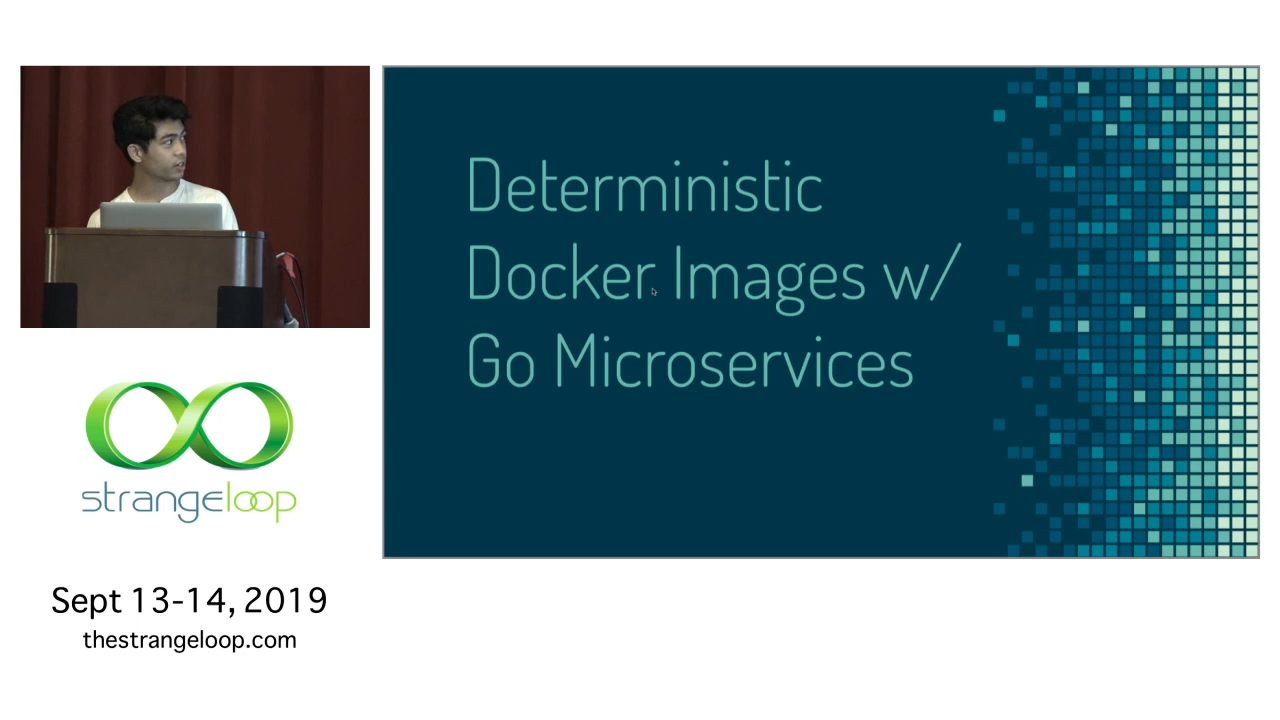 Deterministic
Docker Images w/
Go Microservices
strangeloop
Sept 13-14, 2019
thestrangeloop.com